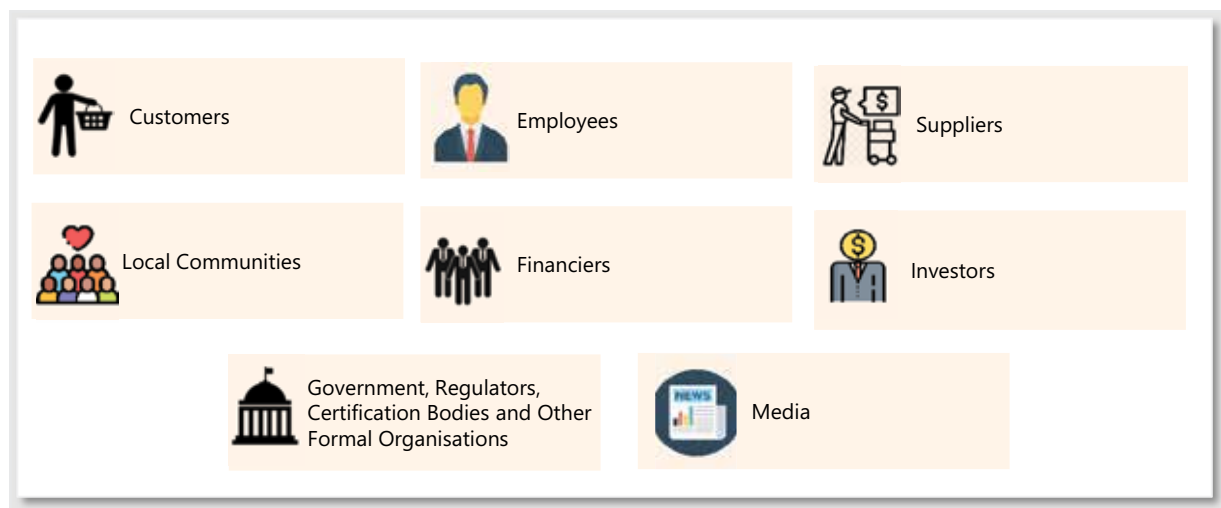 Customers
Employees
$
Suppliers
Local Communities
Financiers
$
Investors
Government, Regulators,
Certification Bodies and Other
Formal Organisations
NEWS
Media